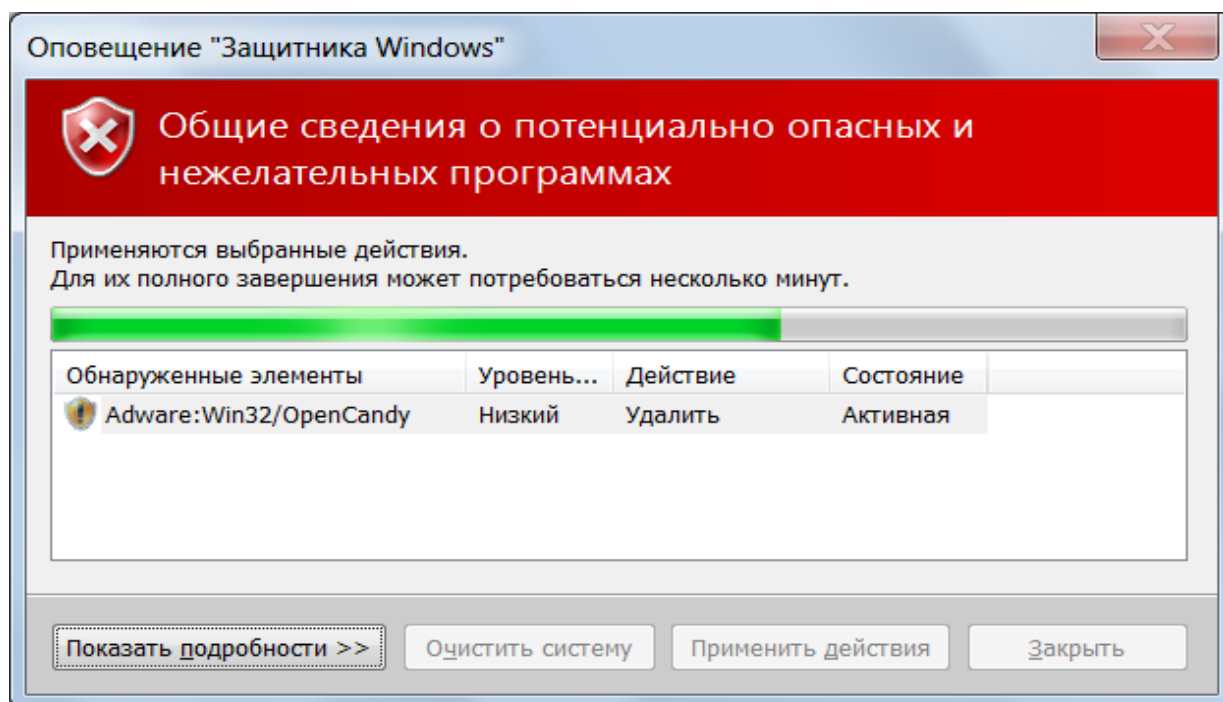 Оповещение "Защитника Windows"
Общие сведения о потенциально опасных и
нежелательных программах
Применяются выбранные действия.
Для их полного завершения может потребоваться несколько минут.
Обнаруженные элементы Уровень... Действие Состояние
Adware:Win32/OpenCandy Низкий Удалить Активная
Показать подробности >> Очистить систему Применить действия Закрыть